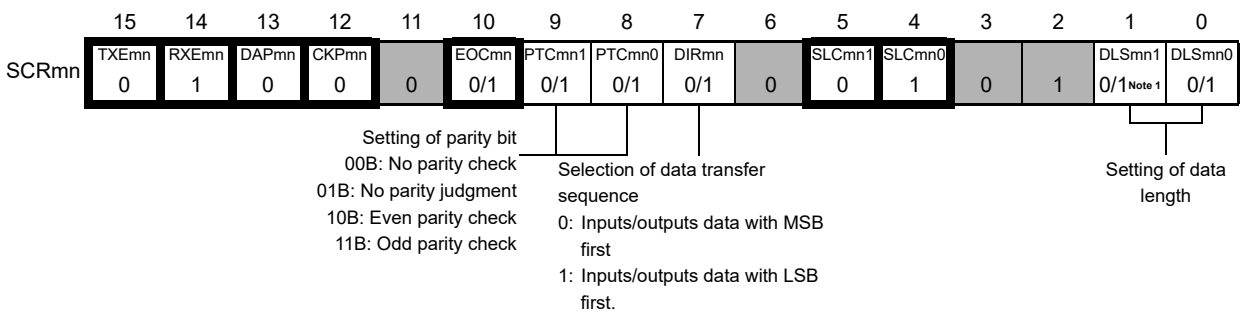 15 14 13 12 11 10 9 8 7 6 5 4 3 2 1 0
SCRmn
TXEmn RXEmn DAPmn CKPmn EOCmn PTCmn1 PTCmn0 DIRmn SLCmn1 SLCmn0 DLSmn1 DLSmn0
0 1 0 0 0 0/1 0/1 0/1 0/1 0 0 1 0 1 0/1 Note 1 0/1
Setting of parity bit
00B: No parity check
01B: No parity judgment
10B: Even parity check
11B: Odd parity check
Selection of data transfer
sequence
0: Inputs/outputs data with MSB
first
1: Inputs/outputs data with LSB
first.
Setting of data
length